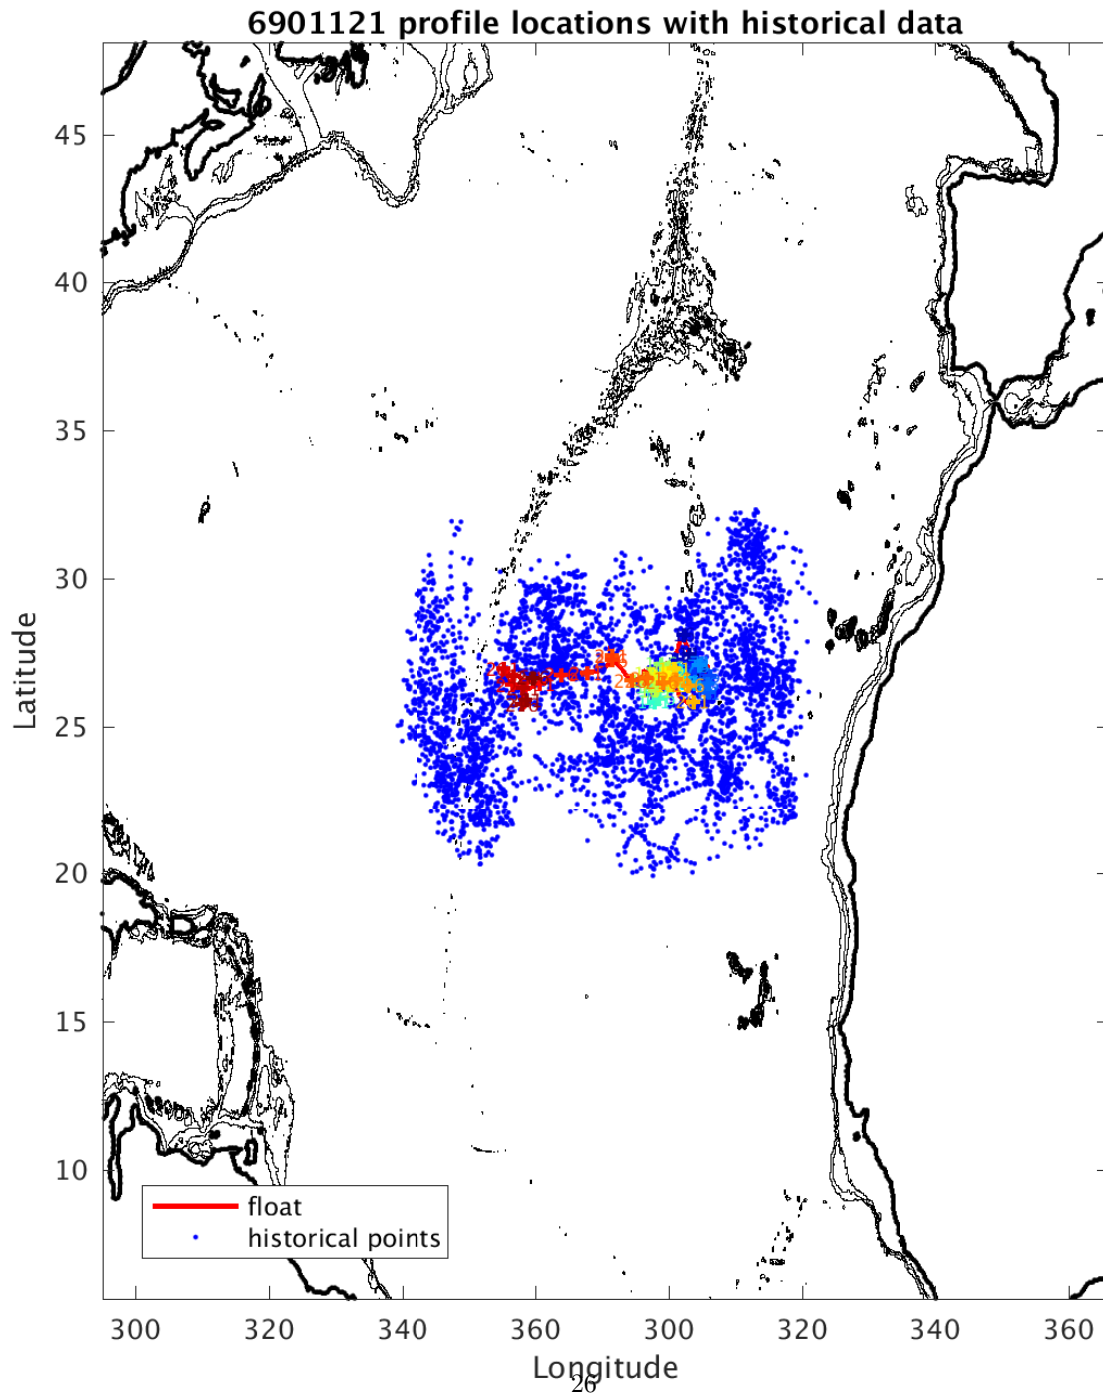 6901121 profile locations with historical data
45
40
35
30
25
20
15
10
Latitude
float
historical points
300 320 340 360 300 320 340 360
Longitude
26